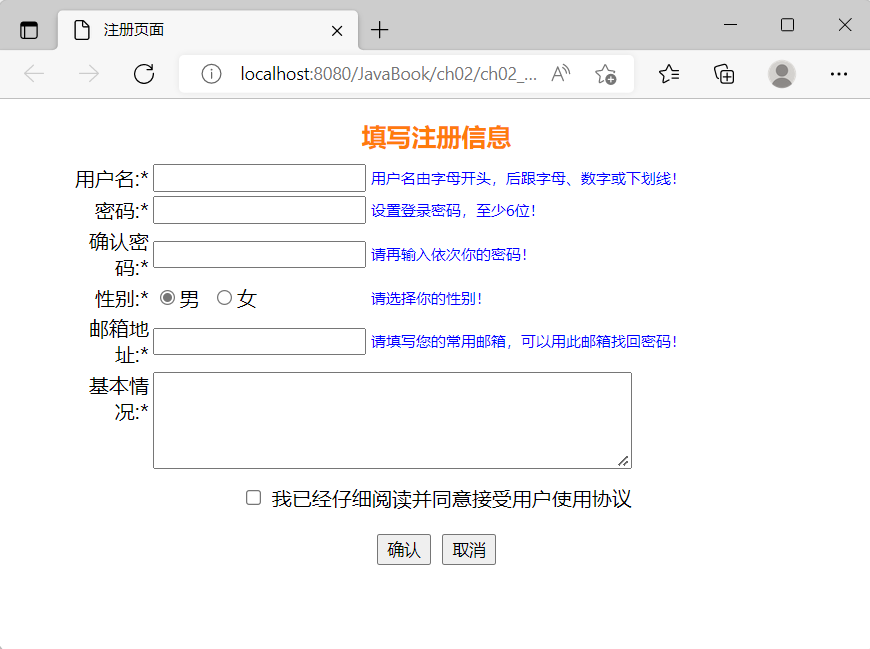 注册页面
localhost:8080/JavaBook/ch02/ch02_...
填写注册信息
用户名:* 用户名由字母开头，后跟字母、数字或下划线！
密码:* 设置登录密码，至少6位！
确认密
码:* 请再输入依次你的密码！
性别:* 男 女 请选择你的性别！
邮箱地
址:* 请填写您的常用邮箱，可以用此邮箱找回密码！
基本情
况:*
我已经仔细阅读并同意接受用户使用协议
确认 取消